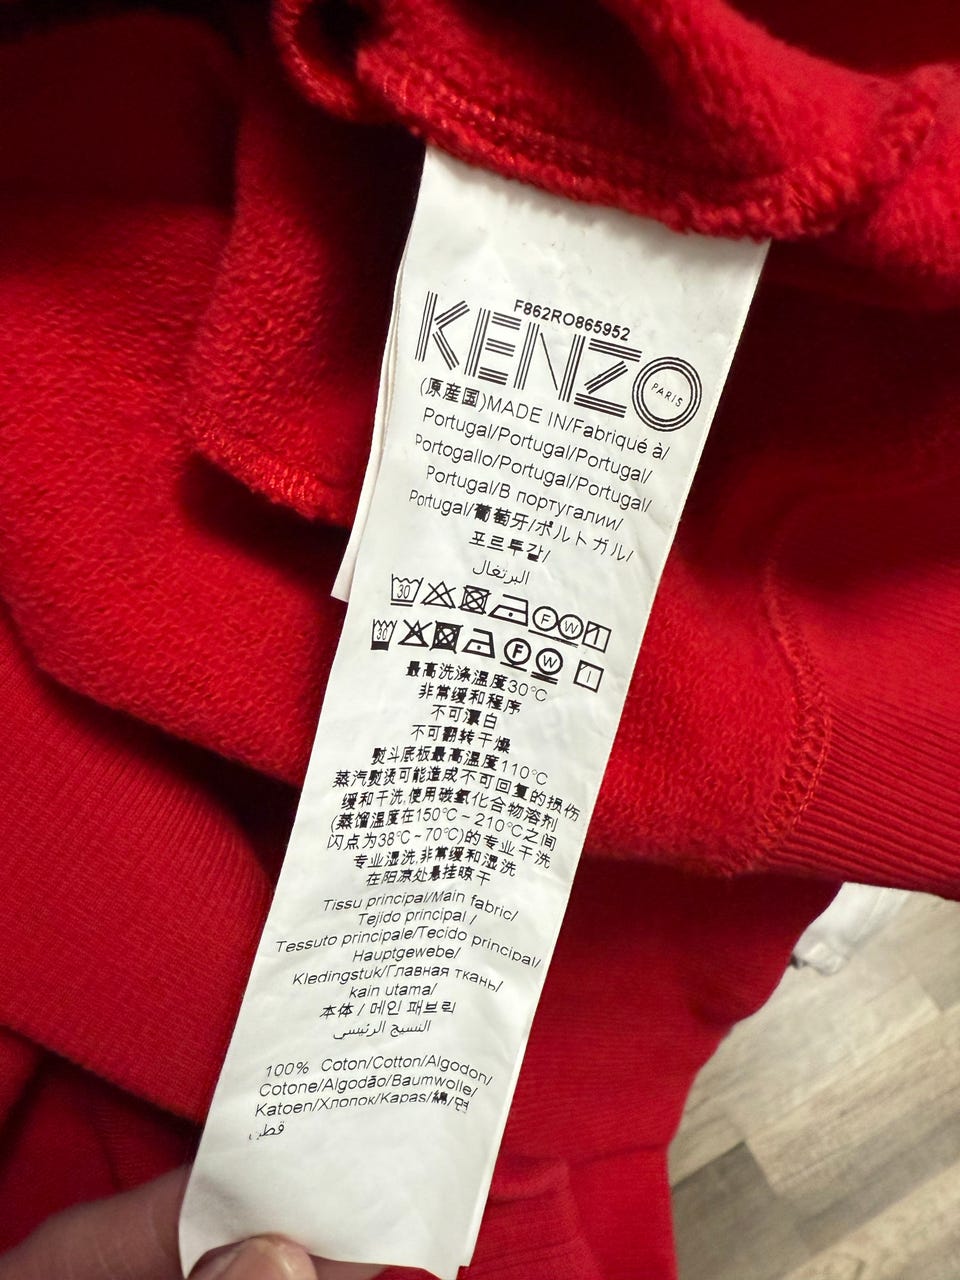 F862RO865952
KENZO PARIS
(原産国)MADE IN/Fabriqué à/
Portugal/Portugal/Portugal/
Portogallo/Portugal/Portugal/
Portugal/В португалии/
Portugal/葡萄牙/ポルトガル/
포르투갈/
البرتغال
30 F W
30 F W
最高洗涤温度30°C
非常缓和程序
不可漂白
不可翻转干燥
熨斗底板最高温度110°C
蒸汽熨烫可能造成不可回复的损伤
缓和干洗,使用碳氢化合物溶剂
(蒸馏温度在150°C~210°C之间
闪点为38°C~70°C)的专业干洗
专业湿洗,非常缓和湿洗
在阳凉处悬挂晾干
Tissu principal/Main fabric/
Tejido principal /
Tessuto principale/Tecido principal/
Hauptgewebe/
Kledingstuk/Главная ткань/
kain utama/
本体 / 메인 패브릭
النسيج الرئيسي
100% Coton/Cotton/Algodon/
Cotone/Algodão/Baumwolle/
Katoen/Хлопок/Kapas/綿/면
قطن